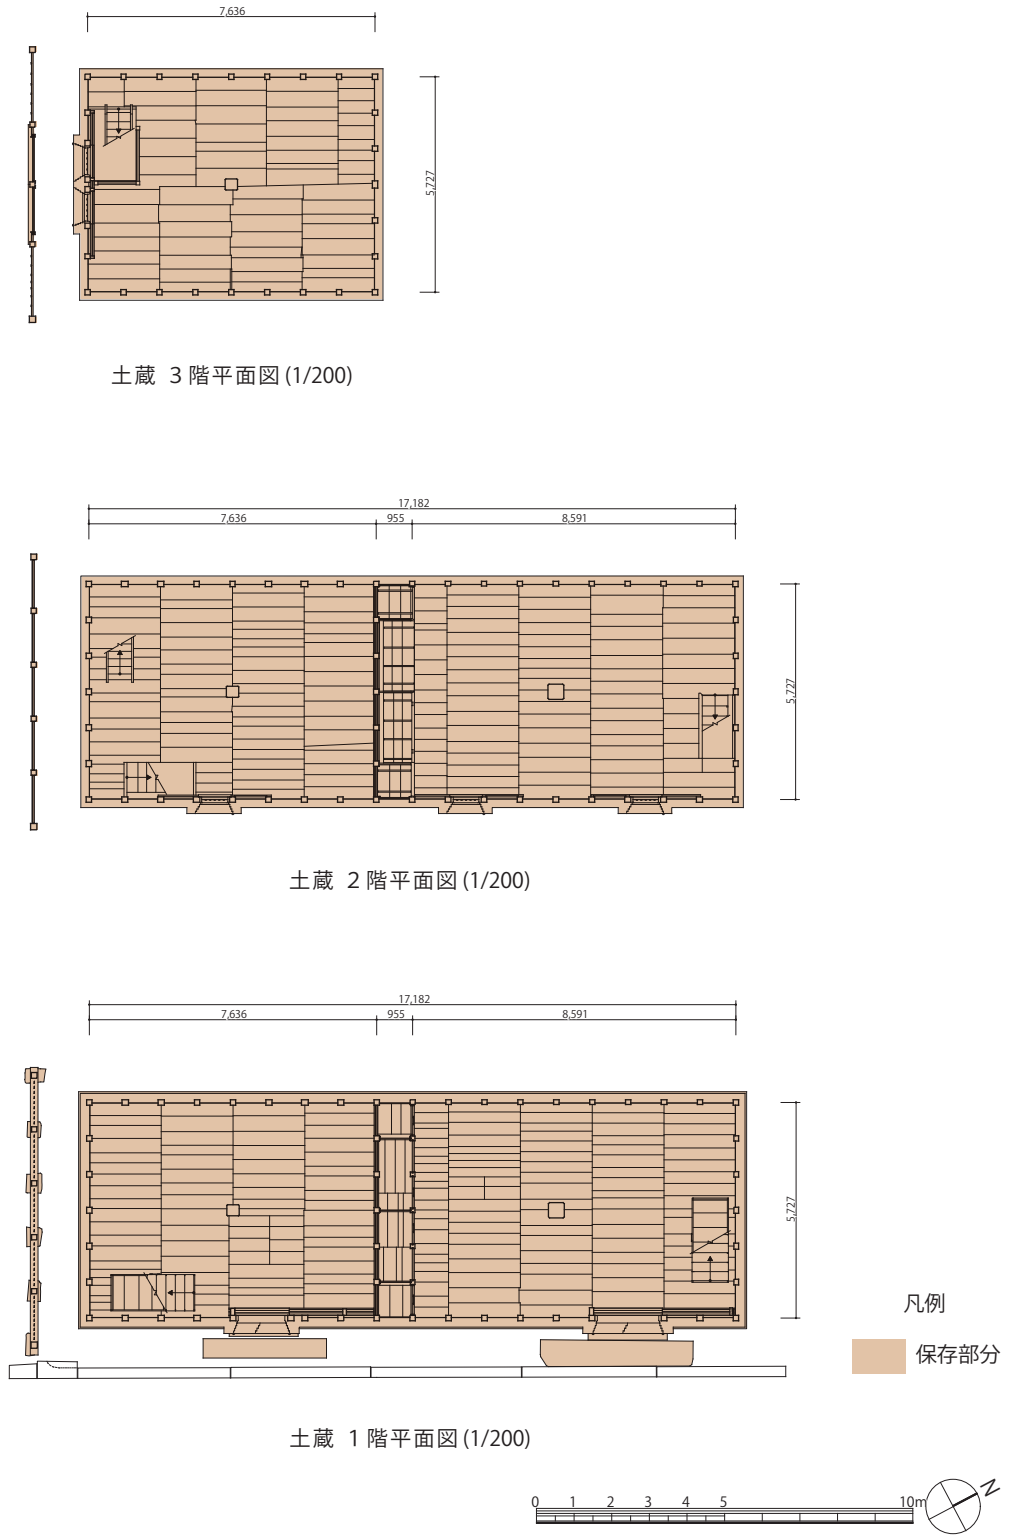 7,636
5,727
土蔵 3 階平面図 (1/200)
17,182
7,636 955 8,591
5,727
土蔵 2 階平面図 (1/200)
17,182
7,636 955 8,591
5,727
凡例
保存部分
土蔵 1 階平面図 (1/200)
0 1 2 3 4 5 10m
N